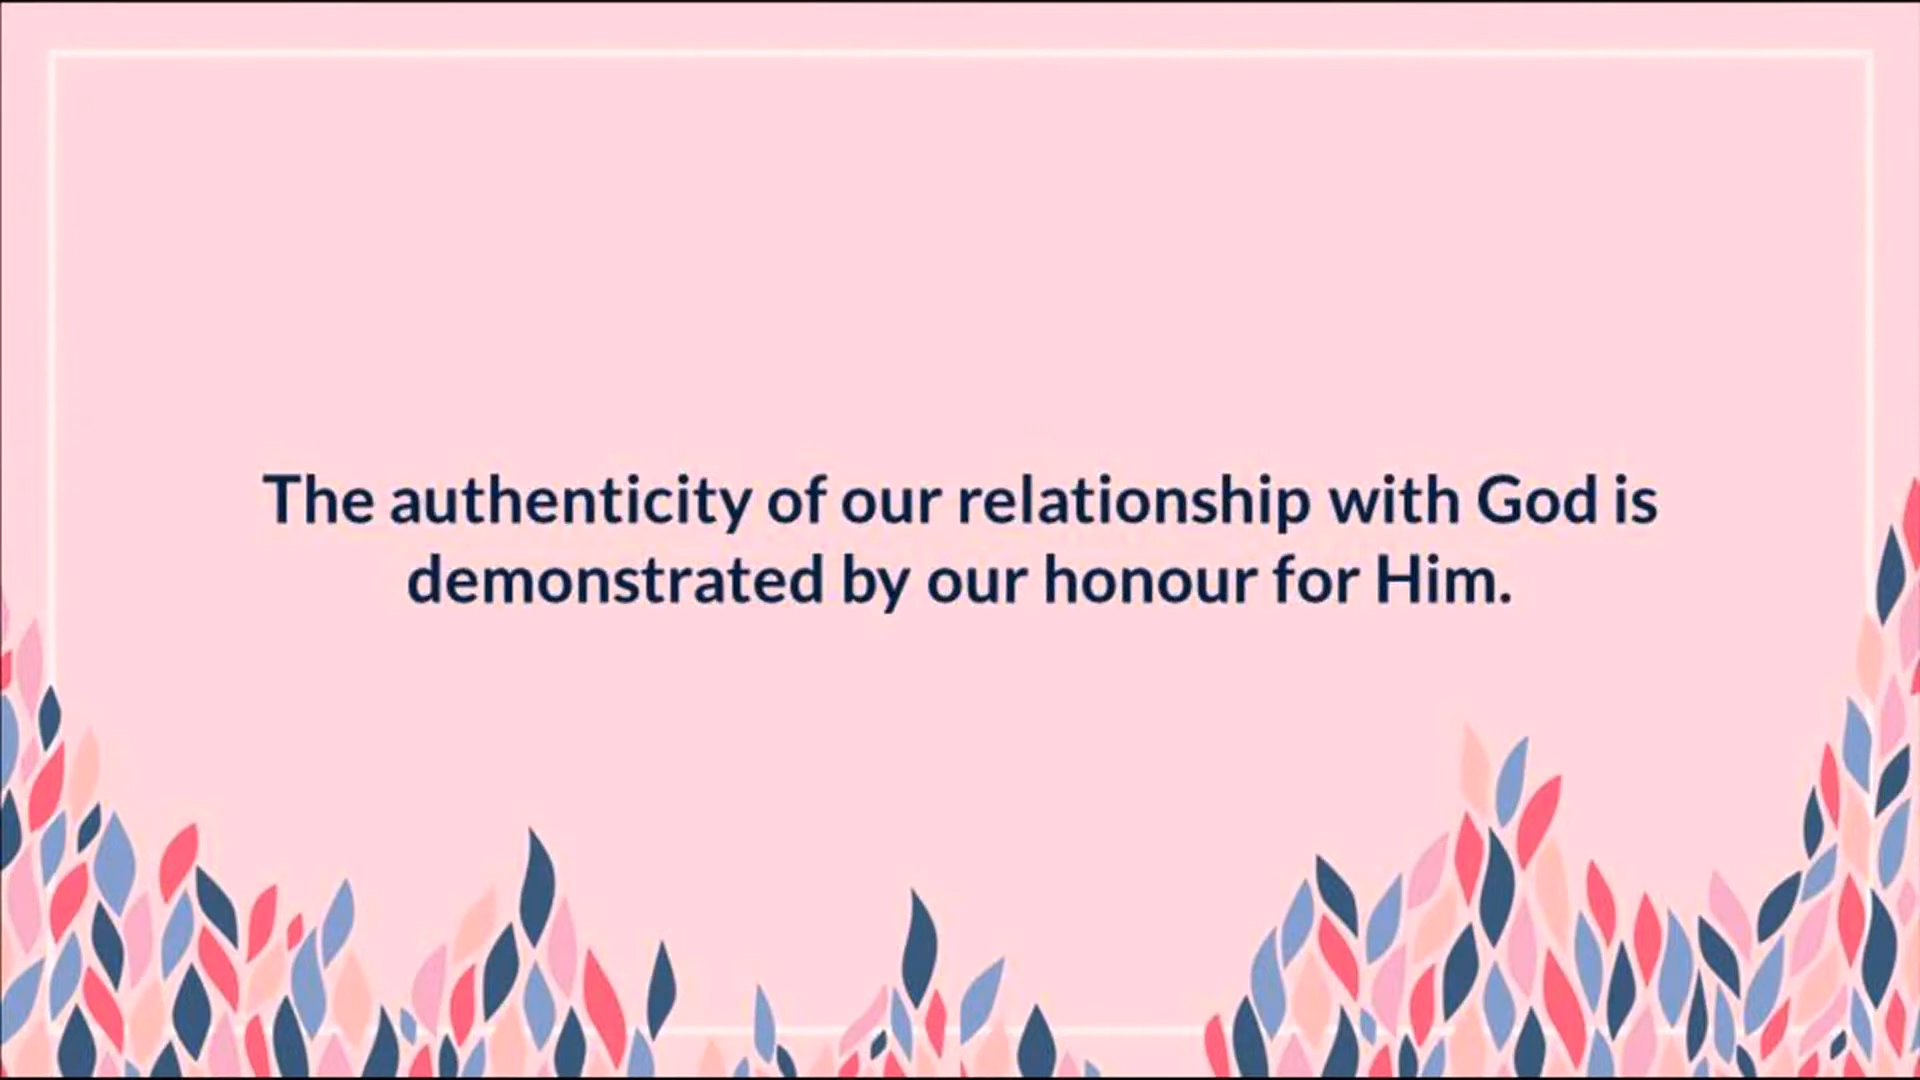 The authenticity of our relationship with God is
demonstrated by our honour for Him.